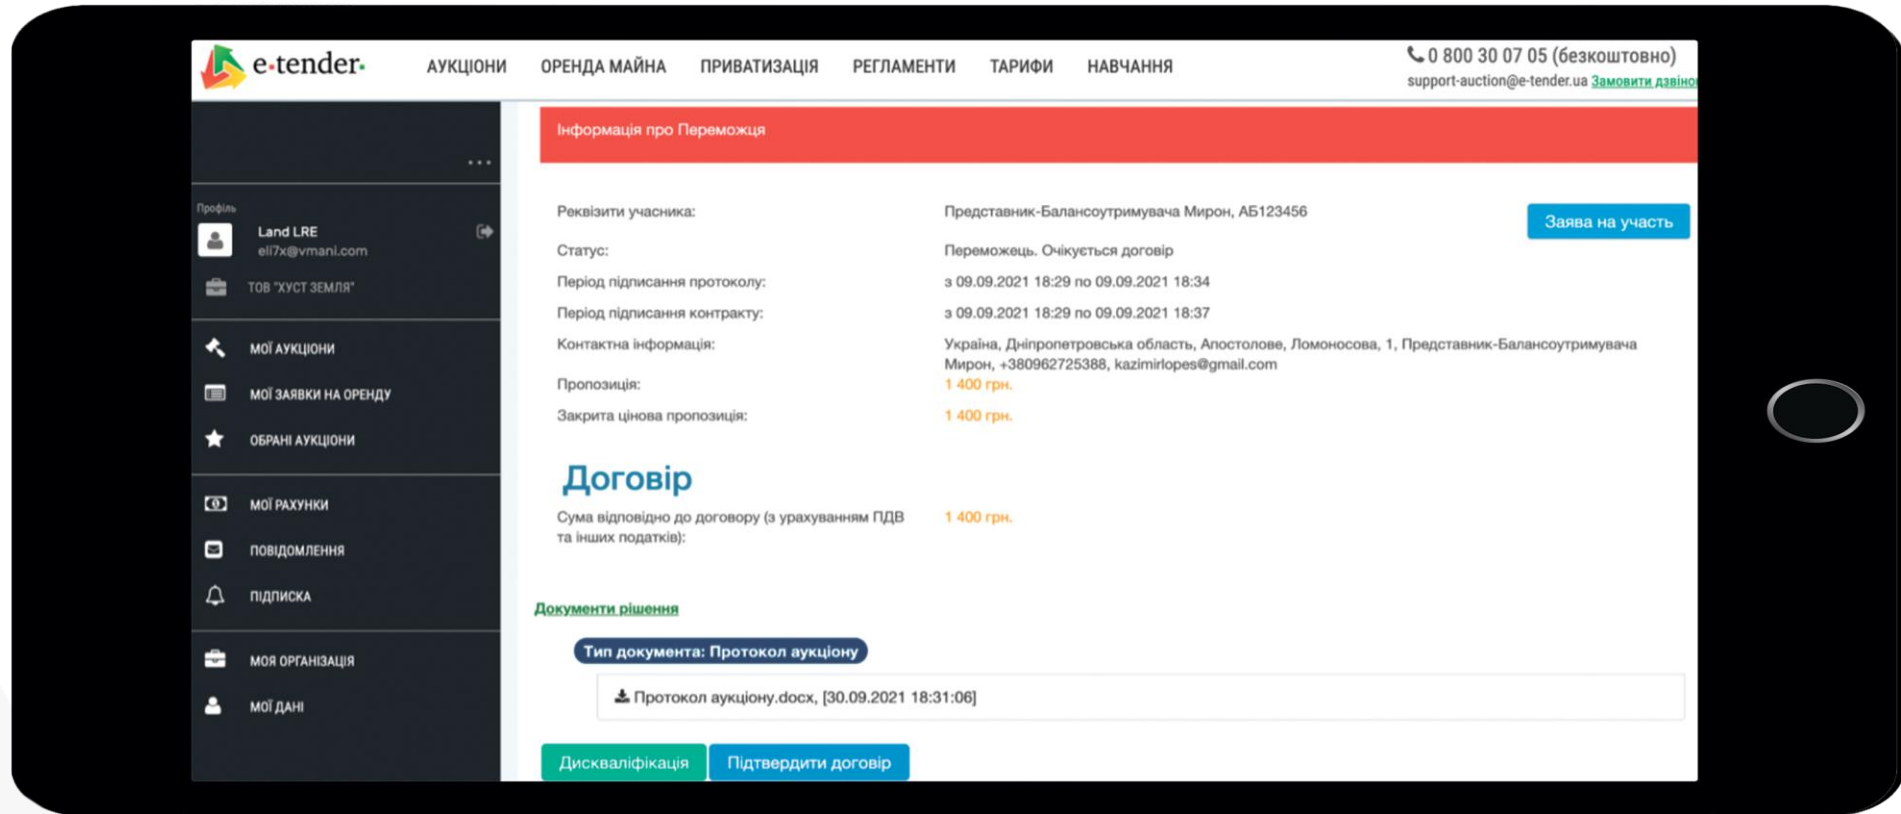 e-tender
АУКЦІОНИ ОРЕНДА МАЙНА ПРИВАТИЗАЦІЯ РЕГЛАМЕНТИ ТАРИФИ НАВЧАННЯ
0 800 30 07 05 (безкоштовно)
support-auction@e-tender.ua Замовити дзвінок
...
Профіль
Land LRE
eli7x@vmani.com
ТОВ "ХУСТ ЗЕМЛЯ"
МОЇ АУКЦІОНИ
МОЇ ЗАЯВКИ НА ОРЕНДУ
ОБРАНІ АУКЦІОНИ
МОЇ РАХУНКИ
ПОВІДОМЛЕННЯ
ПІДПИСКА
МОЯ ОРГАНІЗАЦІЯ
МОЇ ДАНІ
Інформація про Переможця
Реквізити учасника: Представник-Балансоутримувача Мирон, АБ123456
Заява на участь
Статус: Переможець. Очікується договір
Період підписання протоколу: з 09.09.2021 18:29 по 09.09.2021 18:34
Період підписання контракту: з 09.09.2021 18:29 по 09.09.2021 18:37
Контактна інформація: Україна, Дніпропетровська область, Апостолове, Ломоносова, 1, Представник-Балансоутримувача
Мирон, +380962725388, kazimirlopes@gmail.com
Пропозиція: 1 400 грн.
Закрита цінова пропозиція: 1 400 грн.
Договір
Сума відповідно до договору (з урахуванням ПДВ 1 400 грн.
та інших податків):
Документи рішення
Тип документа: Протокол аукціону
Протокол аукціону.docx, [30.09.2021 18:31:06]
Дискваліфікація Підтвердити договір